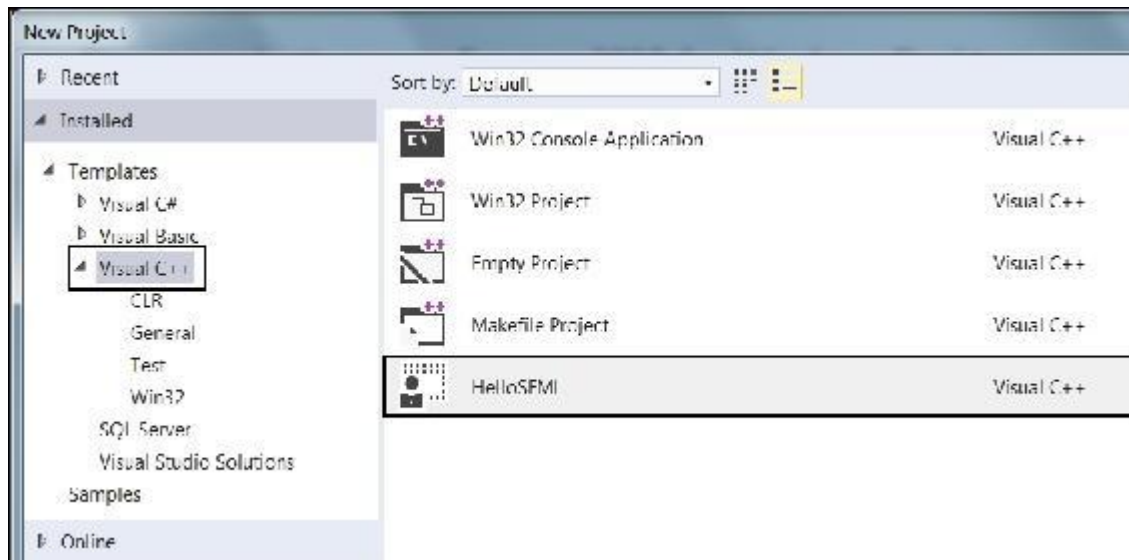 New Project
Recent
Installed
Templates
Visual C#
Visual Basic
Visual C++
CLR
General
Test
Win32
SQL Server
Visual Studio Solutions
Samples
Online
Sort by: Default
Win32 Console Application Visual C++
Win32 Project Visual C++
Empty Project Visual C++
Makefile Project Visual C++
HelloSFML Visual C++